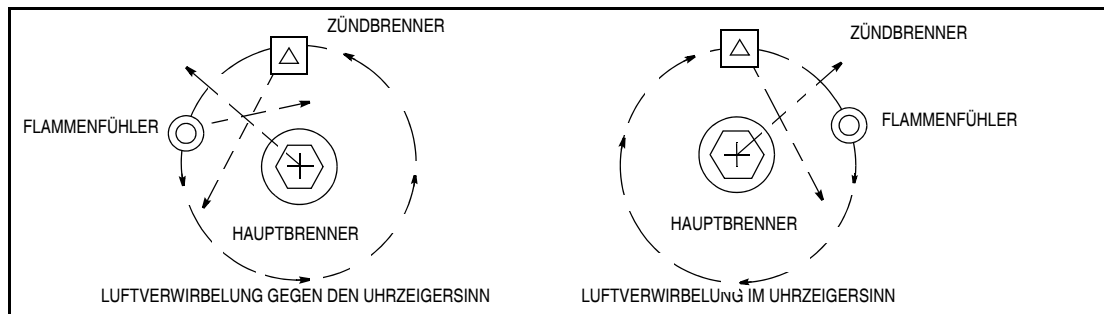 ZÜNDBRENNER
FLAMMENFÜHLER
HAUPTBRENNER
LUFTVERWIRBELUNG GEGEN DEN UHRZEIGERSINN
ZÜNDBRENNER
FLAMMENFÜHLER
HAUPTBRENNER
LUFTVERWIRBELUNG IM UHRZEIGERSINN